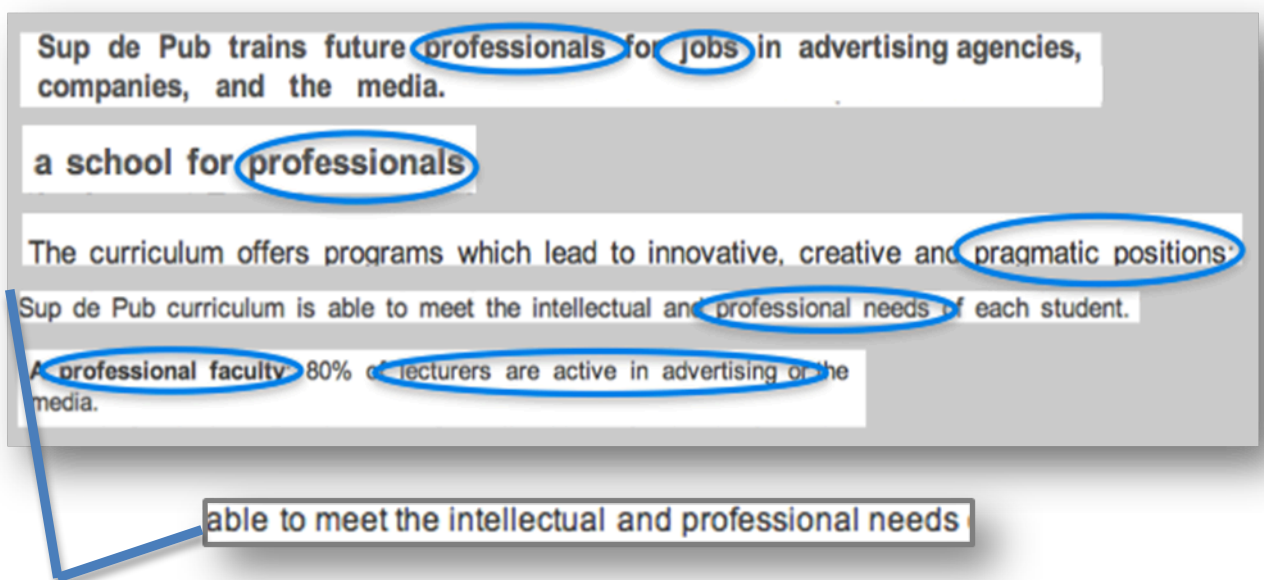 Sup de Pub trains future professionals for jobs in advertising agencies,
companies, and the media.
a school for professionals
The curriculum offers programs which lead to innovative, creative and pragmatic positions:
Sup de Pub curriculum is able to meet the intellectual and professional needs of each student.
A professional faculty: 80% of lecturers are active in advertising or the
media.
able to meet the intellectual and professional needs